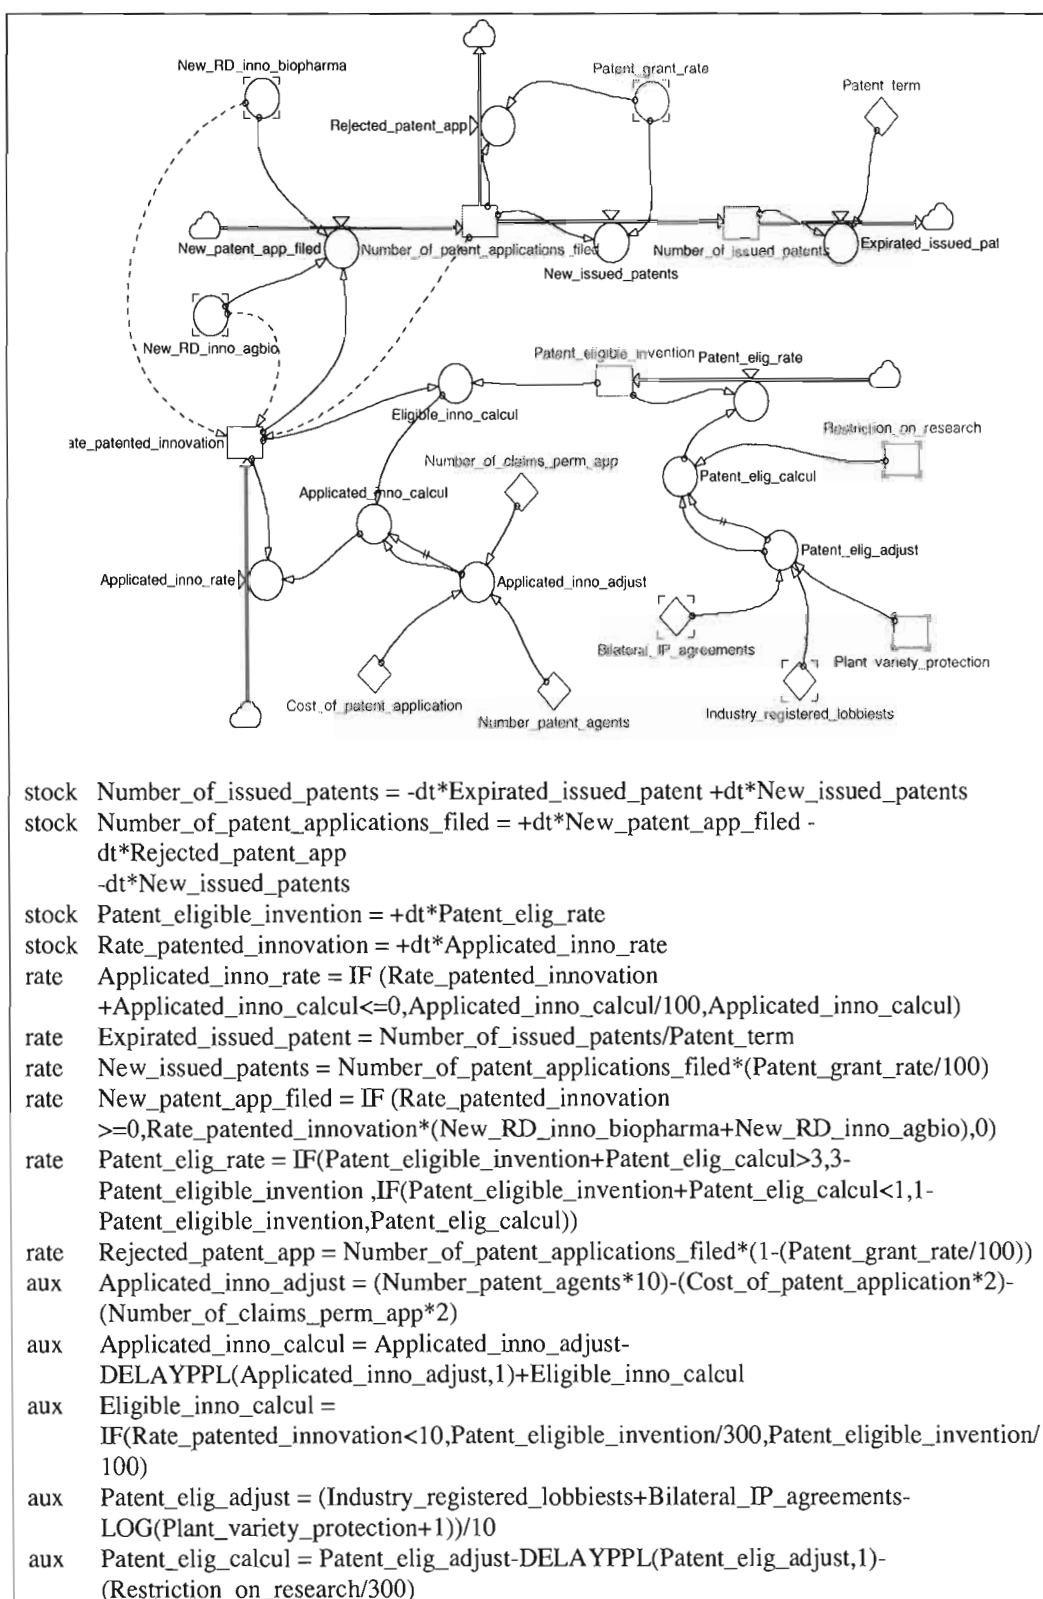 New_RD_inno_biopharma
Patent_grant_rate
Patent term
Rejected_patent_app
New_patent_app_filed
Number_of_patent_applications_filed
New_issued_patents
Number_of_issued_patents
Expirated_issued_pat
New_RD_inno_agbio
Patent_eligible_invention
Patent_elig_rate
Eligible_inno_calcul
Restriction_on_research
ate_patented_innovation
Number_of_claims_perm_app
Applicated_inno_calcul
Patent_elig_calcul
Patent_elig_adjust
Applicated_inno_rate
Applicated_inno_adjust
Bilateral_IP_agreements
Plant_variety_protection
Cost_of_patent_application
Number_patent_agents
Industry_registered_lobbiests
stock Number_of_issued_patents = -dt*Expirated_issued_patent +dt*New_issued_patents
stock Number_of_patent_applications_filed = +dt*New_patent_app_filed -
dt*Rejected_patent_app
-dt*New_issued_patents
stock Patent_eligible_invention = +dt*Patent_elig_rate
stock Rate_patented_innovation = +dt*Applicated_inno_rate
rate Applicated_inno_rate = IF (Rate_patented_innovation
+Applicated_inno_calcul<=0,Applicated_inno_calcul/100,Applicated_inno_calcul)
rate Expirated_issued_patent = Number_of_issued_patents/Patent_term
rate New_issued_patents = Number_of_patent_applications_filed*(Patent_grant_rate/100)
rate New_patent_app_filed = IF (Rate_patented_innovation
>=0,Rate_patented_innovation*(New_RD_inno_biopharma+New_RD_inno_agbio),0)
rate Patent_elig_rate = IF(Patent_eligible_invention+Patent_elig_calcul>3,3-
Patent_eligible_invention ,IF(Patent_eligible_invention+Patent_elig_calcul<1,1-
Patent_eligible_invention,Patent_elig_calcul))
rate Rejected_patent_app = Number_of_patent_applications_filed*(1-(Patent_grant_rate/100))
aux Applicated_inno_adjust = (Number_patent_agents*10)-(Cost_of_patent_application*2)-
(Number_of_claims_perm_app*2)
aux Applicated_inno_calcul = Applicated_inno_adjust-
DELAYPPL(Applicated_inno_adjust,1)+Eligible_inno_calcul
aux Eligible_inno_calcul =
IF(Rate_patented_innovation<10,Patent_eligible_invention/300,Patent_eligible_invention/
100)
aux Patent_elig_adjust = (Industry_registered_lobbiests+Bilateral_IP_agreements-
LOG(Plant_variety_protection+1))/10
aux Patent_elig_calcul = Patent_elig_adjust-DELAYPPL(Patent_elig_adjust,1)-
(Restriction_on_research/300)